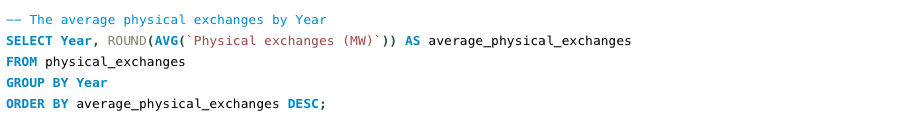 -- The average physical exchanges by Year
SELECT Year, ROUND(AVG(`Physical exchanges (MW)`)) AS average_physical_exchanges
FROM physical_exchanges
GROUP BY Year
ORDER BY average_physical_exchanges DESC;